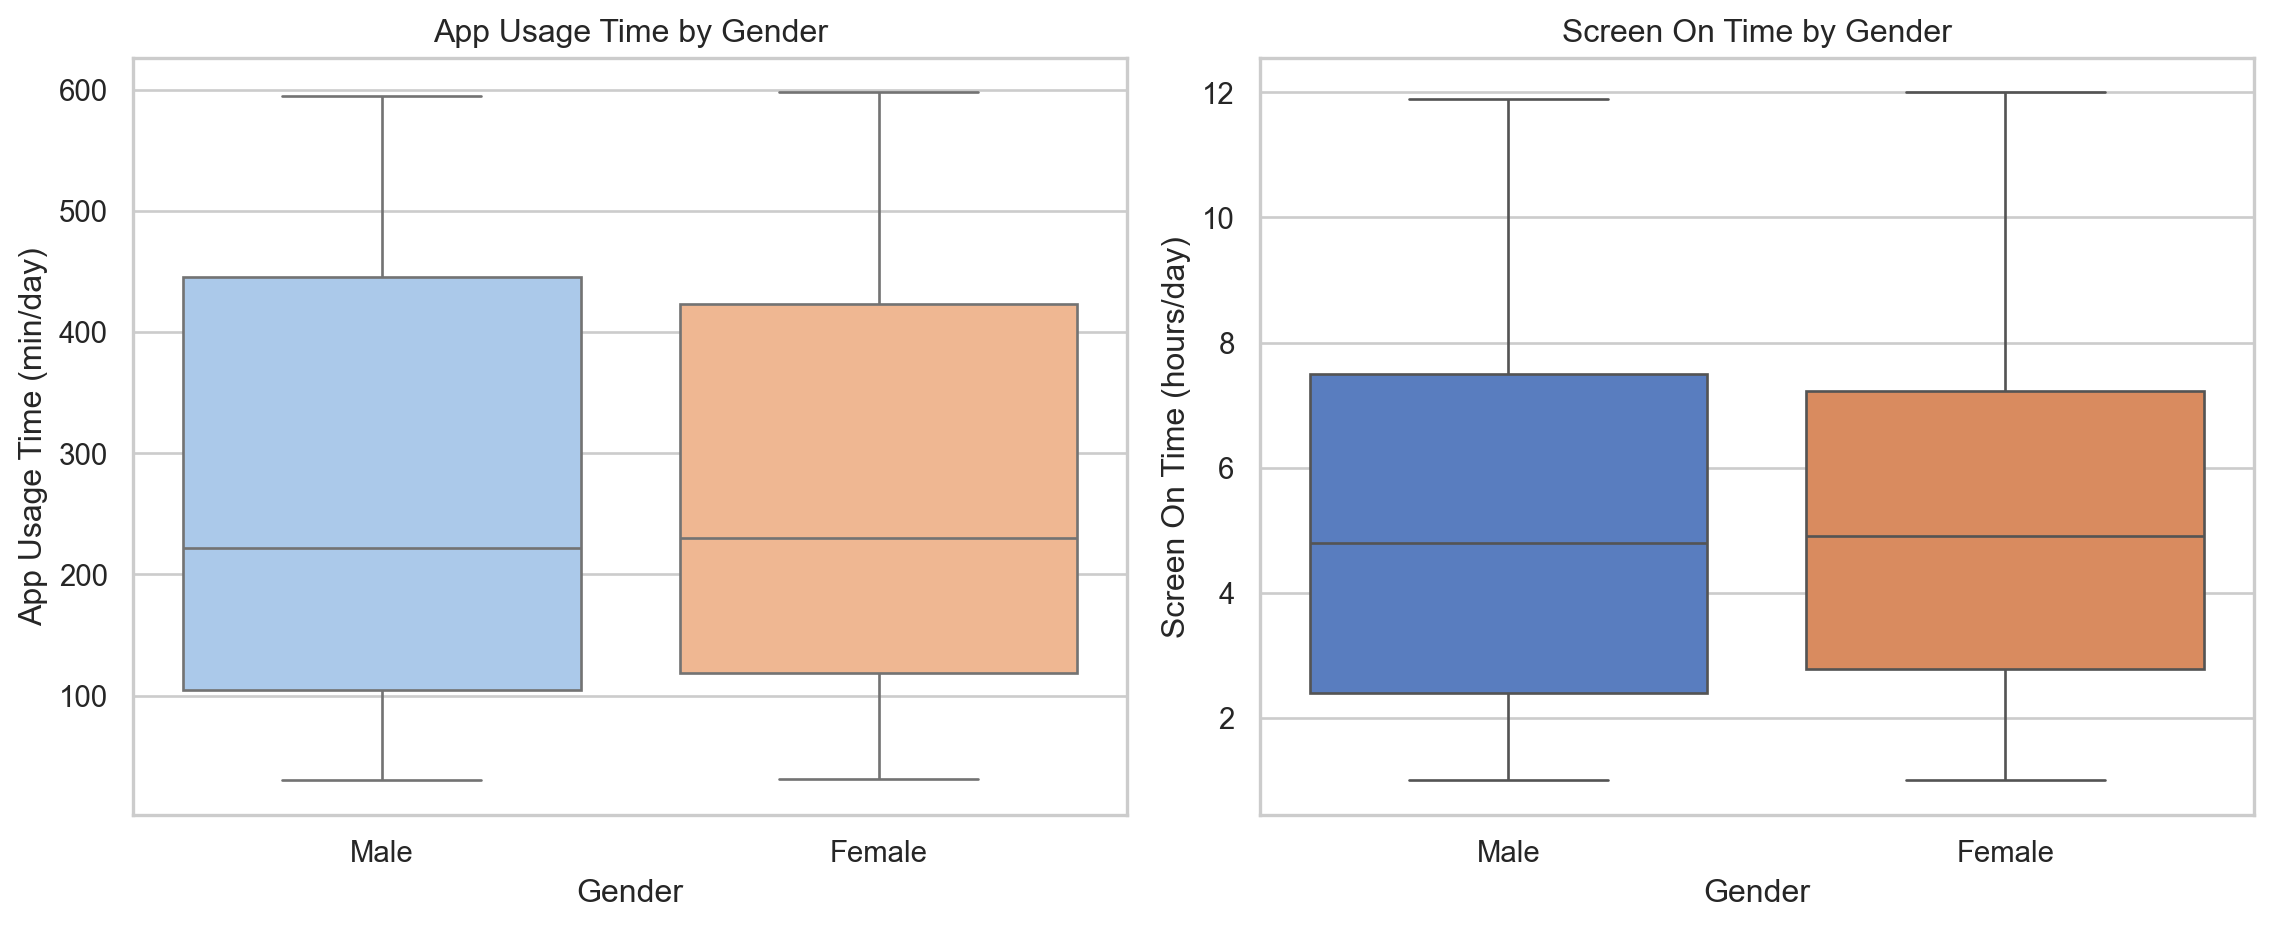 App Usage Time by Gender
App Usage Time (min/day)
600
500
400
300
200
100
Male
Female
Gender
Screen On Time by Gender
Screen On Time (hours/day)
12
10
8
6
4
2
Male
Female
Gender